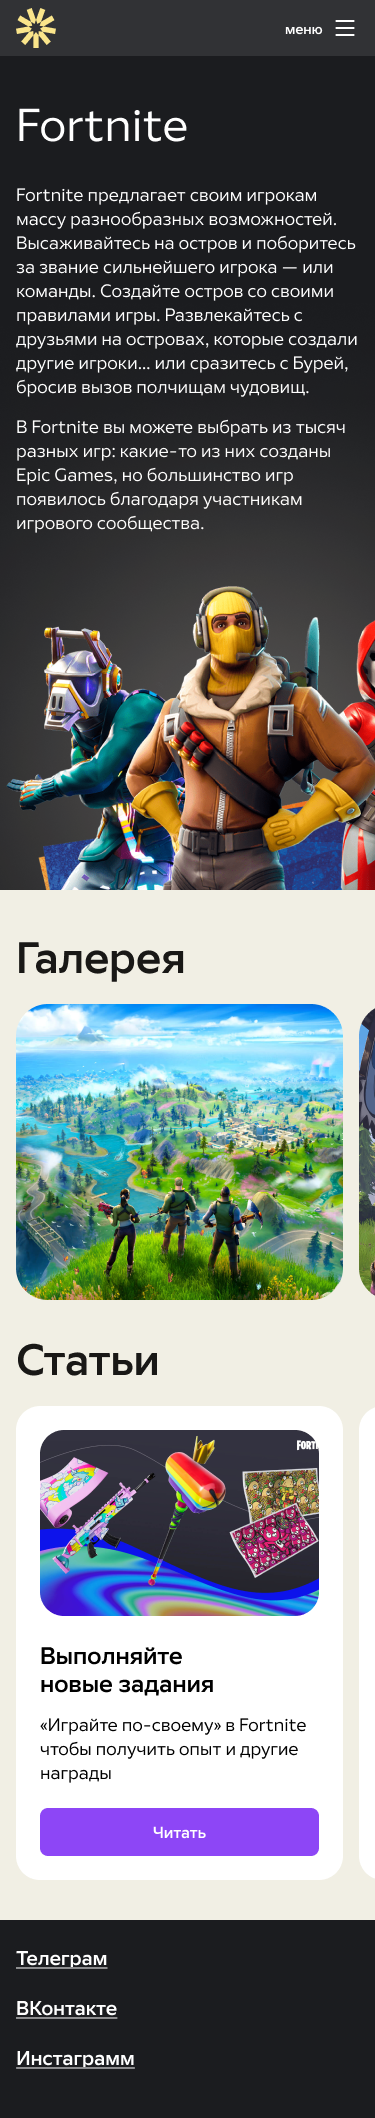 меню
Fortnite
Fortnite предлагает своим игрокам
массу разнообразных возможностей.
Высаживайтесь на остров и поборитесь
за звание сильнейшего игрока — или
команды. Создайте остров со своими
правилами игры. Развлекайтесь с
друзьями на островах, которые создали
другие игроки... или сразитесь с Бурей,
бросив вызов полчищам чудовищ.
В Fortnite вы можете выбрать из тысяч
разных игр: какие-то из них созданы
Epic Games, но большинство игр
появилось благодаря участникам
игрового сообщества.
Галерея
Статьи
Выполняйте
новые задания
«Играйте по-своему» в Fortnite
чтобы получить опыт и другие
награды
Читать
Телеграм
ВКонтакте
Инстаграмм